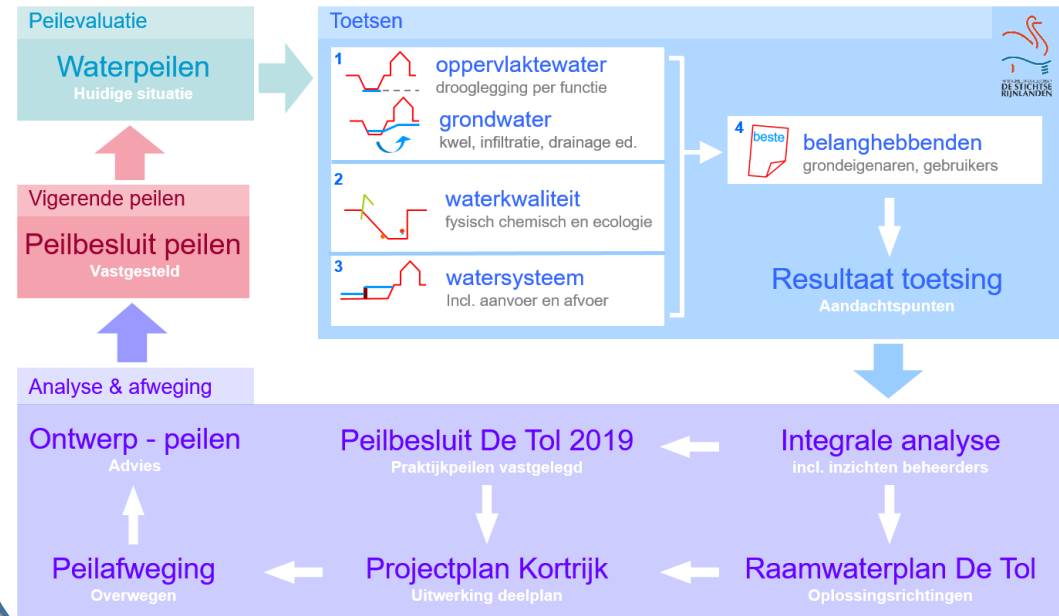 Peilevaluatie
Waterpeilen
Huidige situatie
Toetsen
1
oppervlaktewater
drooglegging per functie
grondwater
kwel, infiltratie, drainage ed.
2
waterkwaliteit
fysisch chemisch en ecologie
3
watersysteem
Incl. aanvoer en afvoer
4
beste
belanghebbenden
grondeigenaren, gebruikers
Resultaat toetsing
Aandachtspunten
DE STICHTSE
RIJNLANDEN
Vigerende peilen
Peilbesluit peilen
Vastgesteld
Analyse & afweging
Ontwerp - peilen
Advies
Peilbesluit De Tol 2019
Praktijkpeilen vastgelegd
Integrale analyse
incl. inzichten beheerders
Peilafweging
Overwegen
Projectplan Kortrijk
Uitwerking deelplan
Raamwaterplan De Tol
Oplossingsrichtingen